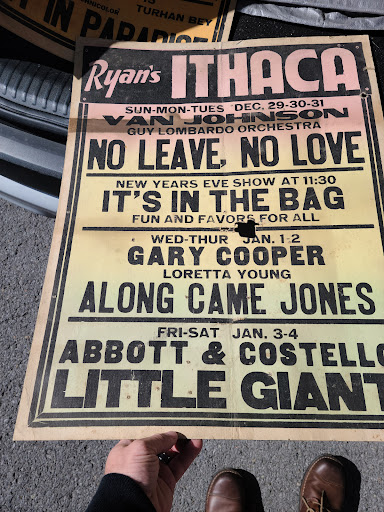 TURHAN BEY
IN PARADISE
Ryan's ITHACA
SUN-MON-TUES DEC. 29-30-31
VAN JOHNSON
GUY LOMBARDO ORCHESTRA
NO LEAVE, NO LOVE
NEW YEARS EVE SHOW AT 11:30
IT'S IN THE BAG
FUN AND FAVORS FOR ALL
WED-THUR JAN. 1-2
GARY COOPER
LORETTA YOUNG
ALONG CAME JONES
FRI-SAT JAN. 3-4
ABBOTT & COSTELLO
LITTLE GIANT